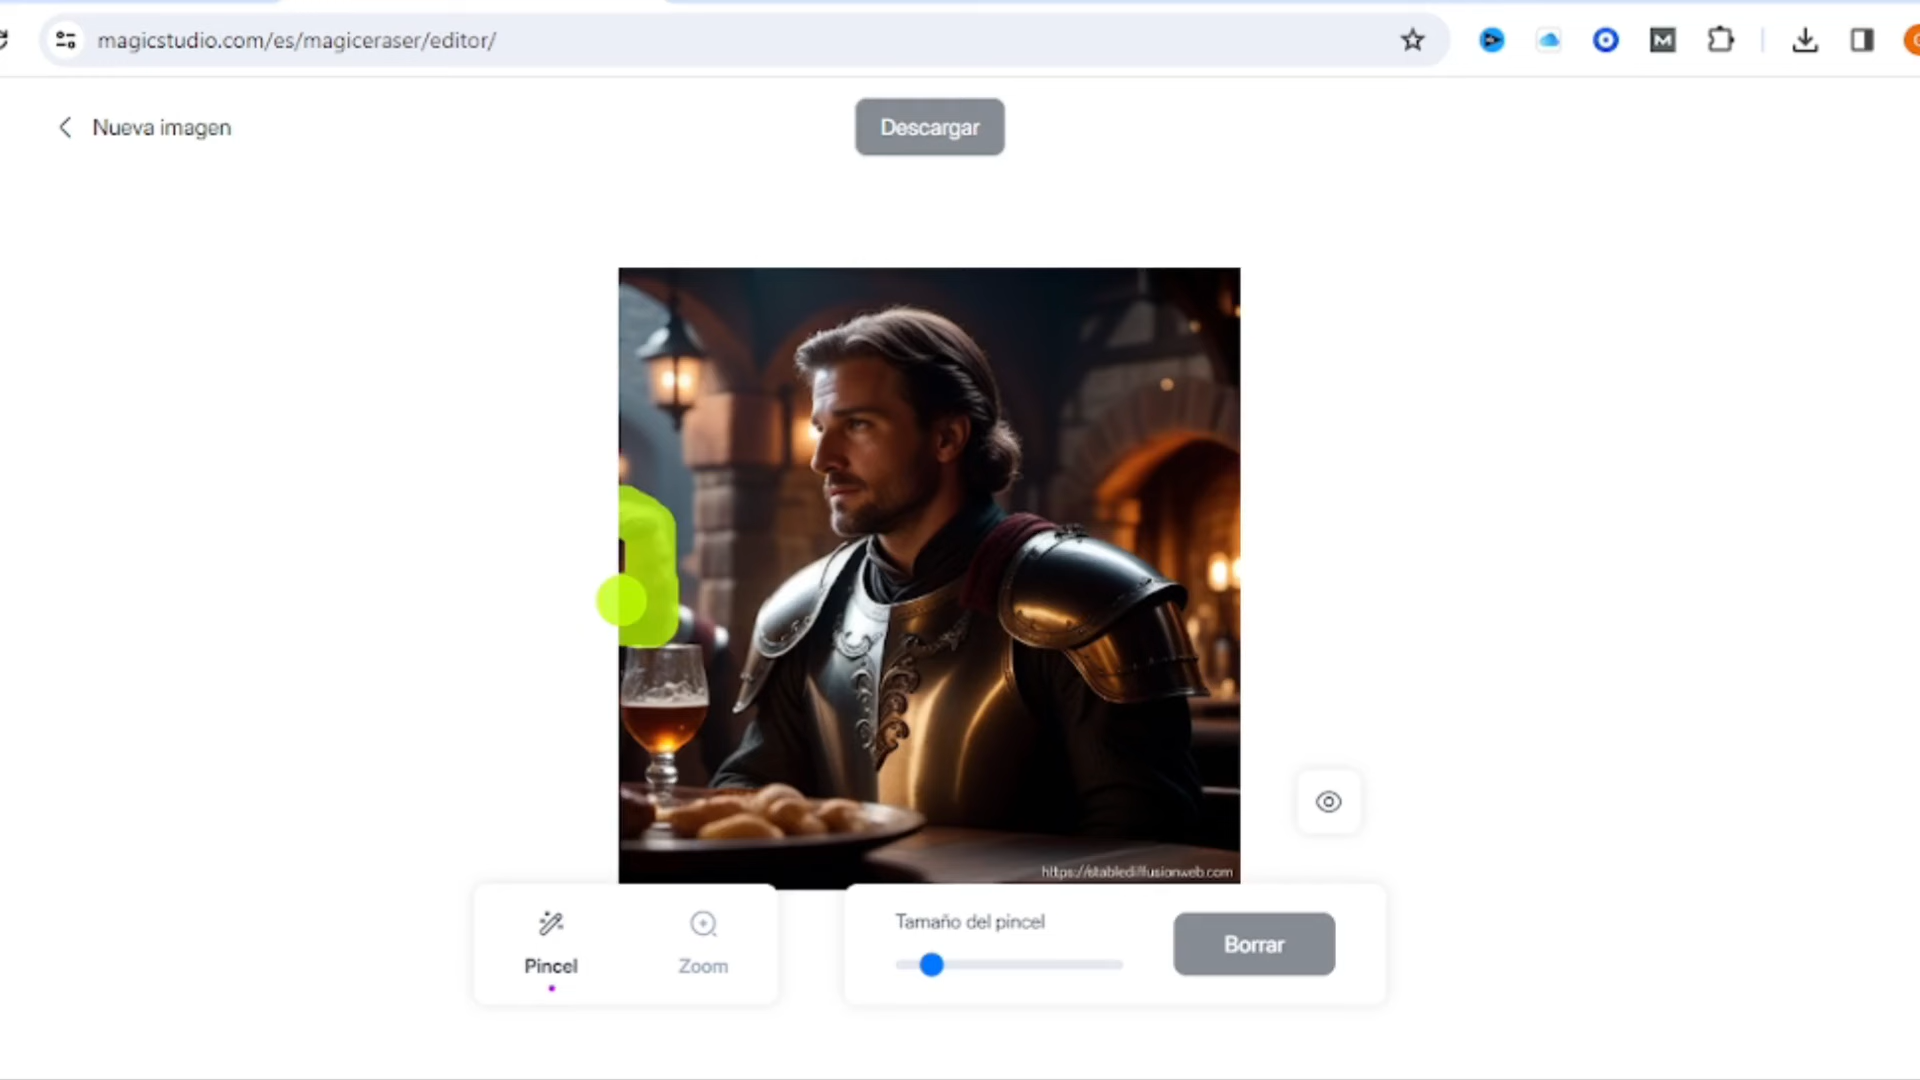 magicstudio.com/es/magiceraser/editor/
Nueva imagen
Descargar
https://stablediffusionweb.com
Tamaño del pincel
Borrar
Pincel
Zoom